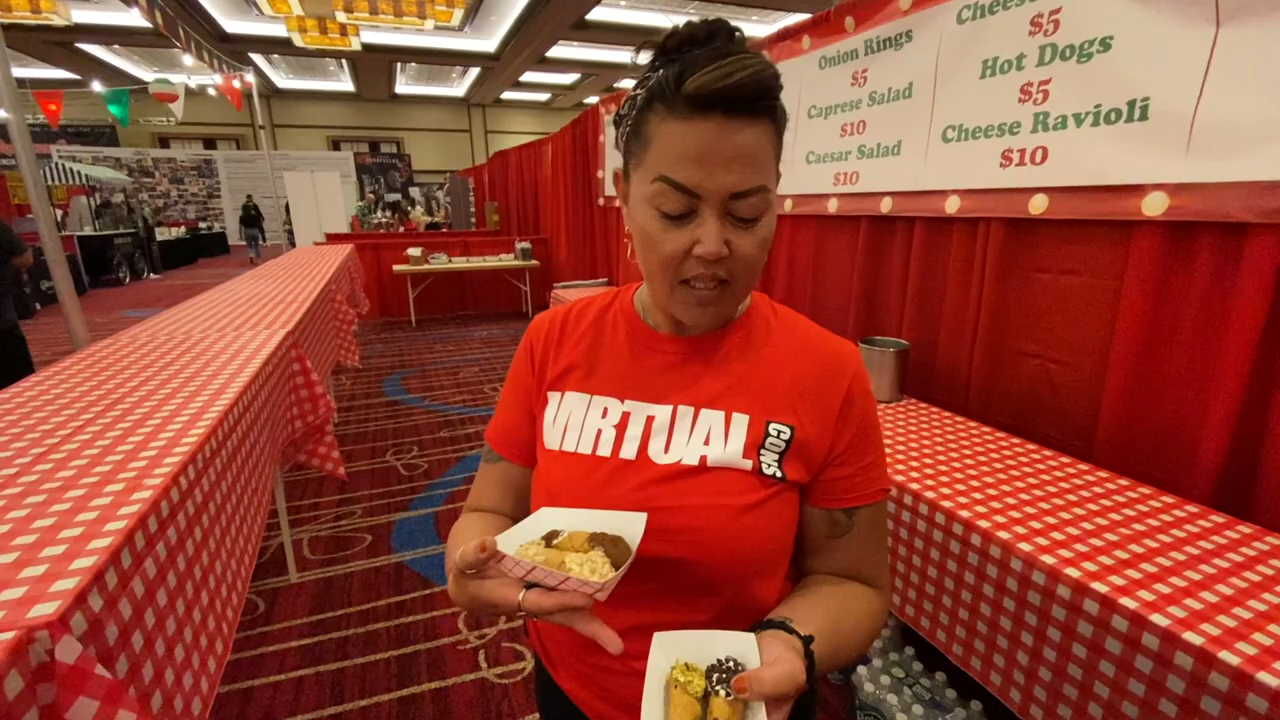 Onion Rings
$5
Caprese Salad
$10
Caesar Salad
$10
Cheese
$5
Hot Dogs
$5
Cheese Ravioli
$10
VIRTUAL
CONS